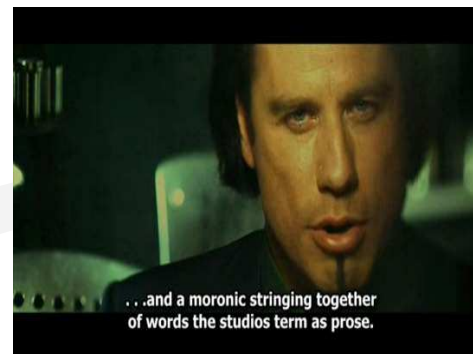 . . .and a moronic stringing together
of words the studios term as prose.